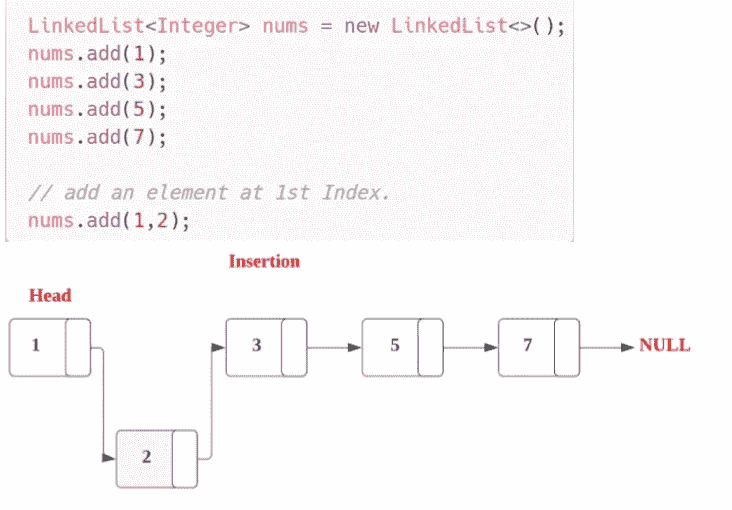 LinkedList<Integer> nums = new LinkedList<>();
nums.add(1);
nums.add(3);
nums.add(5);
nums.add(7);
// add an element at 1st Index.
nums.add(1,2);
Insertion
Head
1
3
5
7
NULL
2